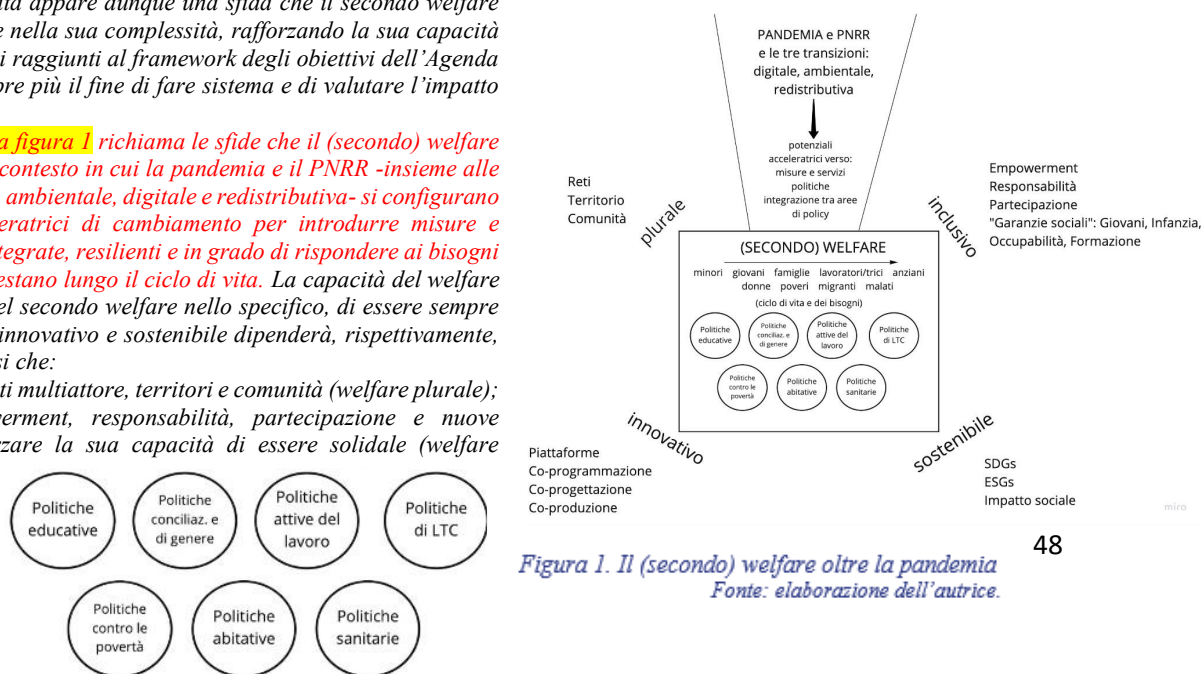 appare dunque una sfida che il secondo welfare
e nella sua complessità, rafforzando la sua capacità
i raggiunti al framework degli obiettivi dell'Agenda
più il fine di fare sistema e di valutare l'impatto
a figura 1 richiama le sfide che il (secondo) welfare
contesto in cui la pandemia e il PNRR -insieme alle
ambientale, digitale e redistributiva- si configurano
eratrici di cambiamento per introdurre misure e
tegrate, resilienti e in grado di rispondere ai bisogni
estano lungo il ciclo di vita. La capacità del welfare
el secondo welfare nello specifico, di essere sempre
innovativo e sostenibile dipenderà, rispettivamente,
si che:
ti multiattore, territori e comunità (welfare plurale);
erment, responsabilità, partecipazione e nuove
zare la sua capacità di essere solidale (welfare
Politiche
educative
Politiche
conciliaz. e
di genere
Politiche
attive del
lavoro
Politiche
di LTC
Politiche
contro le
povertà
Politiche
abitative
Politiche
sanitarie
PANDEMIA e PNRR
e le tre transizioni:
digitale, ambientale,
redistributiva
potenziali
acceleratrici verso:
misure e servizi
politiche
integrazione tra aree
di policy
Reti
Territorio
Comunità
plurale
Empowerment
Responsabilità
Partecipazione
"Garanzie sociali": Giovani, Infanzia,
Occupabilità, Formazione
inclusivo
(SECONDO) WELFARE
minori giovani famiglie lavoratori/trici anziani
donne poveri migranti malati
(ciclo di vita e dei bisogni)
Politiche
educative
Politiche
conciliaz. e
di genere
Politiche
attive del
lavoro
Politiche
di LTC
Politiche
contro le
povertà
Politiche
abitative
Politiche
sanitarie
innovativo
Piattaforme
Co-programmazione
Co-progettazione
Co-produzione
sostenibile
SDGs
ESGs
Impatto sociale
miro
48
Figura 1. Il (secondo) welfare oltre la pandemia
Fonte: elaborazione dell'autrice.